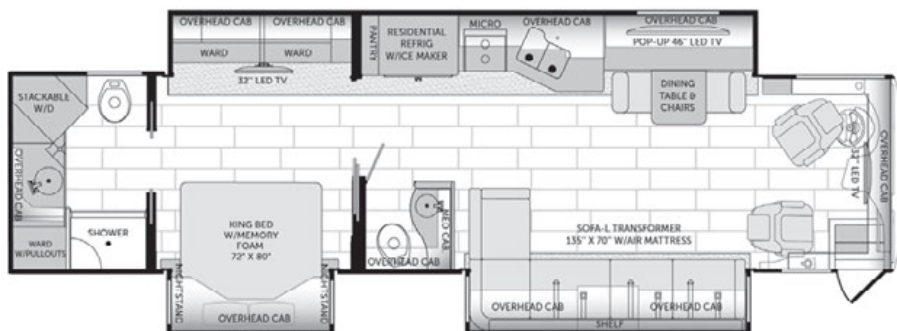 OVERHEAD CAB
OVERHEAD CAB
WARD
WARD
32" LED TV
PANTRY
RESIDENTIAL
REFRIG
W/ICE MAKER
MICRO
OVERHEAD CAB
OVERHEAD CAB
POP-UP 46" LED TV
DINING
TABLE &
CHAIRS
STACKABLE
W/D
OVERHEAD CAB
WARD
W/PULLOUTS
SHOWER
KING BED
W/MEMORY
FOAM
72" X 80"
NIGHTSTAND
NIGHTSTAND
OVERHEAD CAB
MED CAB
OVERHEAD CAB
SOFA-L TRANSFORMER
135" X 70" W/AIR MATTRESS
OVERHEAD CAB
OVERHEAD CAB
SHELF
32" LED TV
OVERHEAD CAB